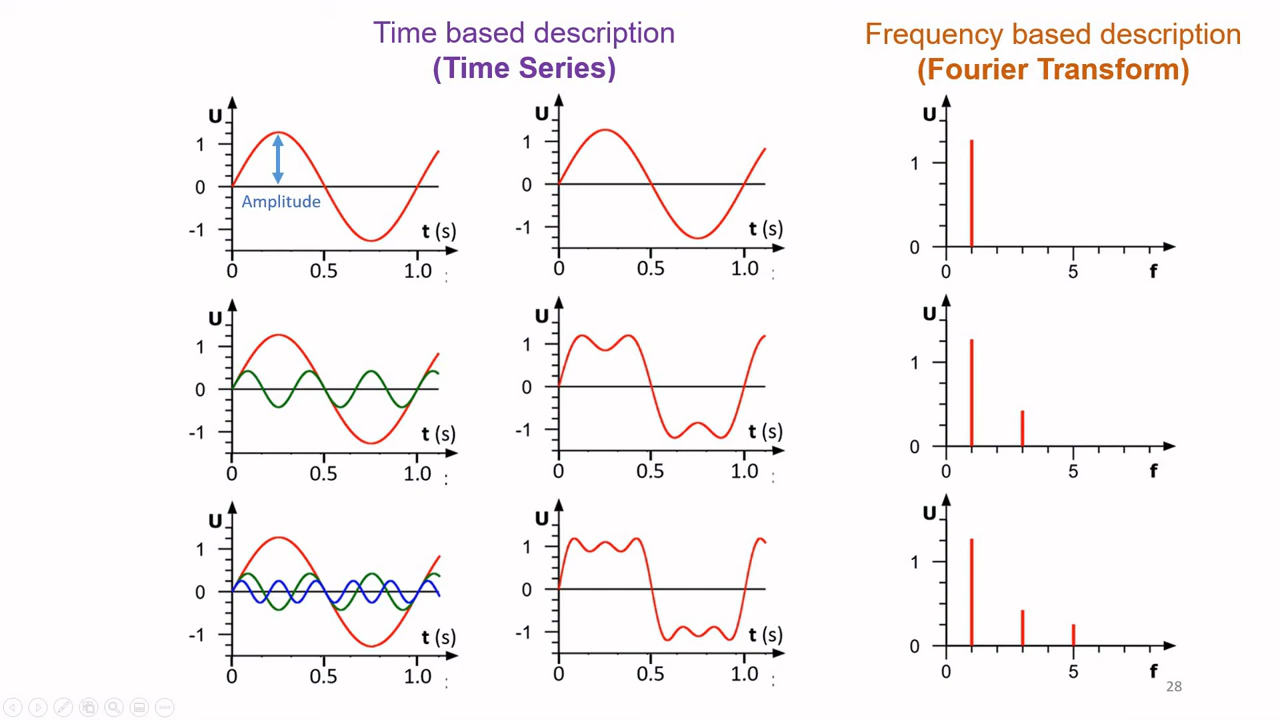 Time based description
(Time Series)
Frequency based description
(Fourier Transform)
U
1
0
-1
Amplitude
t (s)
0 0.5 1.0 :
U
1
0
-1
t (s)
0 0.5 1.0 :
U
1
0
0 5 f
U
1
0
-1
t (s)
0 0.5 1.0 :
U
1
0
-1
t (s)
0 0.5 1.0 :
U
1
0
0 5 f
U
1
0
-1
t (s)
0 0.5 1.0 :
U
1
0
-1
t (s)
0 0.5 1.0 :
U
1
0
0 5 f
28